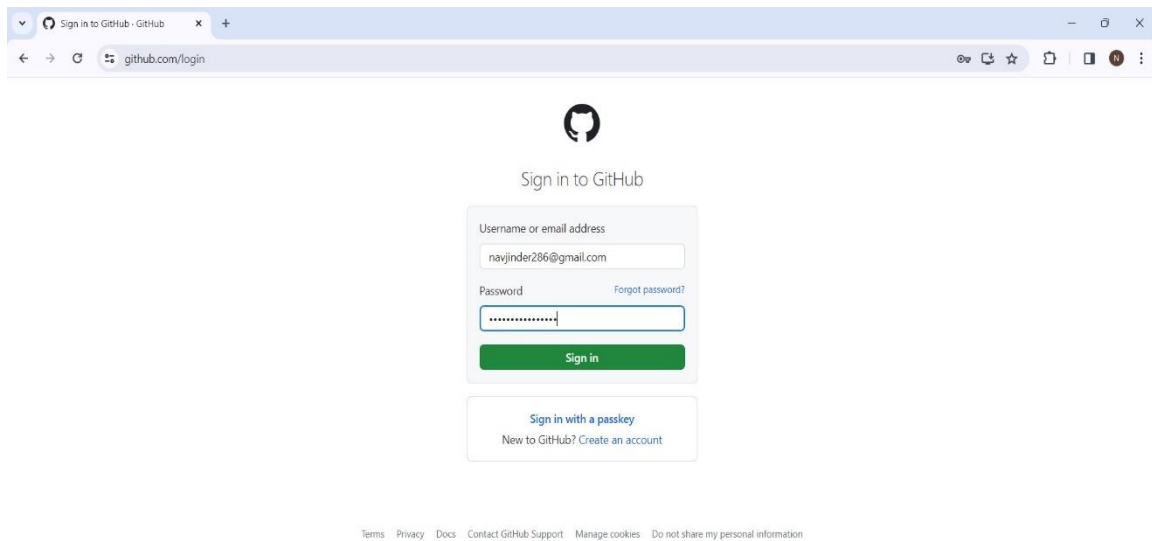 Sign in to GitHub · GitHub
github.com/login
N
Sign in to GitHub
Username or email address
navjinder286@gmail.com
Password Forgot password?
••••••••••••••••
Sign in
Sign in with a passkey
New to GitHub? Create an account
Terms Privacy Docs Contact GitHub Support Manage cookies Do not share my personal information